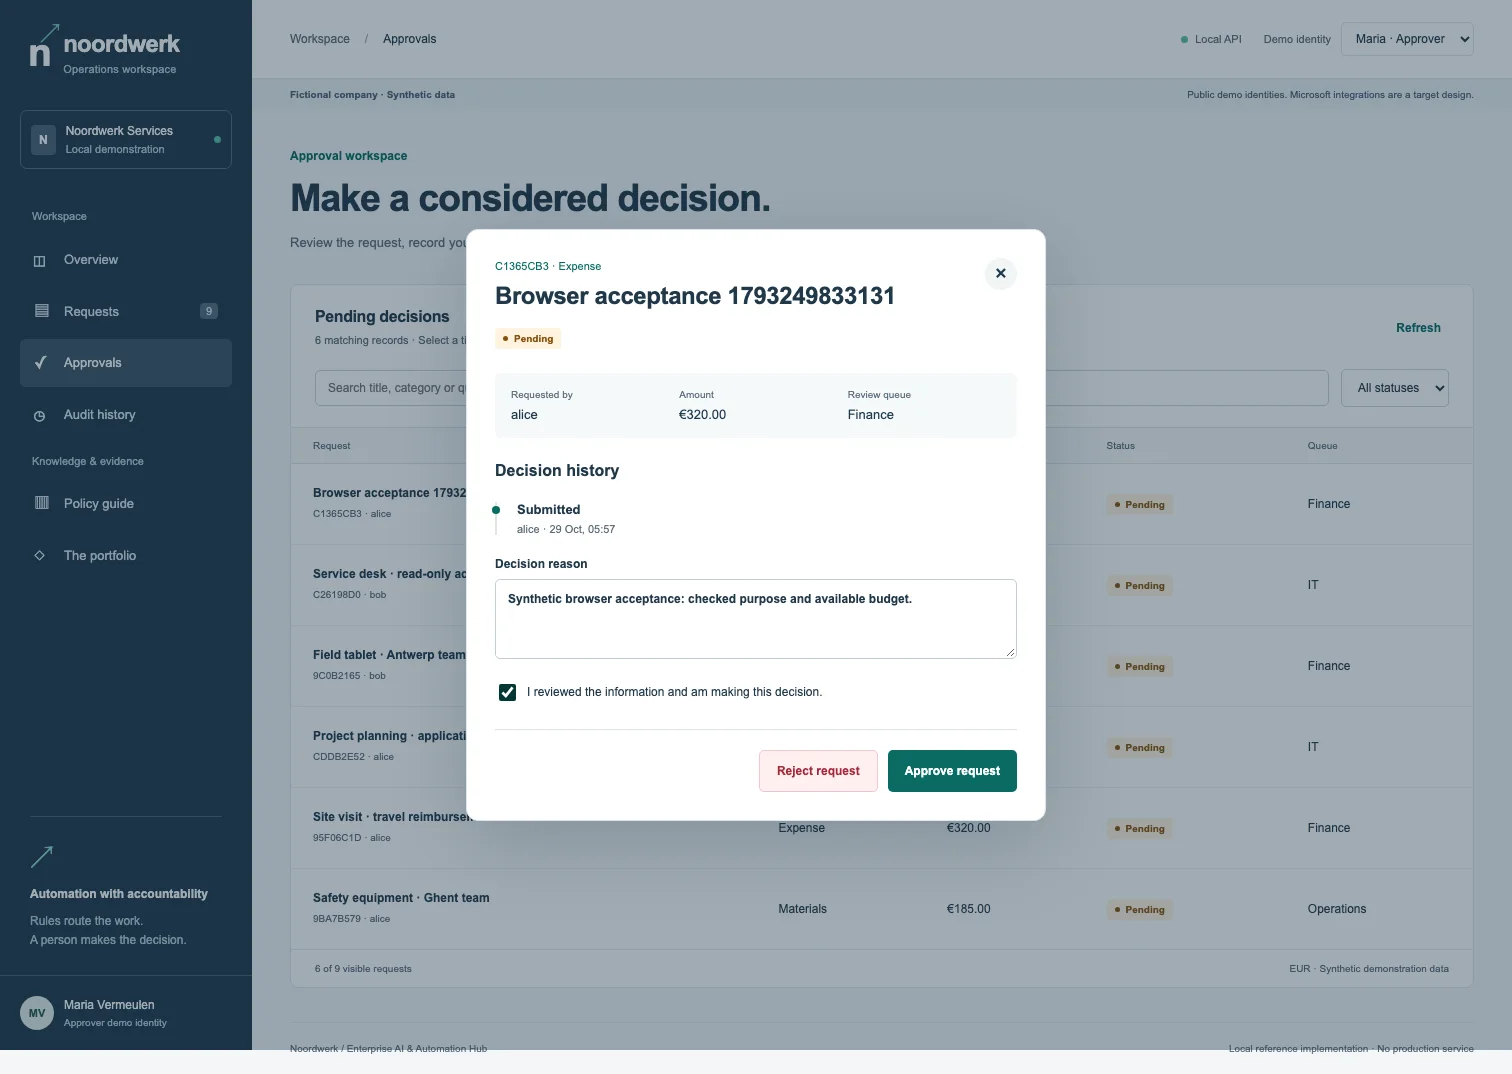 noordwerk
Operations workspace
N
Noordwerk Services
Local demonstration
Workspace
Overview
Requests 9
Approvals
Audit history
Knowledge & evidence
Policy guide
The portfolio
Automation with accountability
Rules route the work.
A person makes the decision.
MV
Maria Vermeulen
Approver demo identity
Workspace / Approvals
Local API Demo identity Maria · Approver
Fictional company · Synthetic data
Public demo identities. Microsoft integrations are a target design.
Approval workspace
Make a considered decision.
Review the request, record
Pending decisions
6 matching records · Select a
Refresh
Search title, category or
All statuses
Request Status Queue
Browser acceptance 1793
C1365CB3 · alice
Pending Finance
Service desk · read-only
C26198D0 · bob
Pending IT
Field tablet · Antwerp team
9C0B2165 · bob
Pending Finance
Project planning ·
CDDB2E52 · alice
Pending IT
Site visit · travel
95F06C1D · alice
Expense €320.00 Pending Finance
Safety equipment · Ghent team
9BA7B579 · alice
Materials €185.00 Pending Operations
6 of 9 visible requests
EUR · Synthetic demonstration data
Noordwerk / Enterprise AI & Automation Hub
Local reference implementation · No production service
C1365CB3 · Expense
Browser acceptance 1793249833131
Pending
Requested by Amount Review queue
alice €320.00 Finance
Decision history
Submitted
alice · 29 Oct, 05:57
Decision reason
Synthetic browser acceptance: checked purpose and available budget.
I reviewed the information and am making this decision.
Reject request Approve request